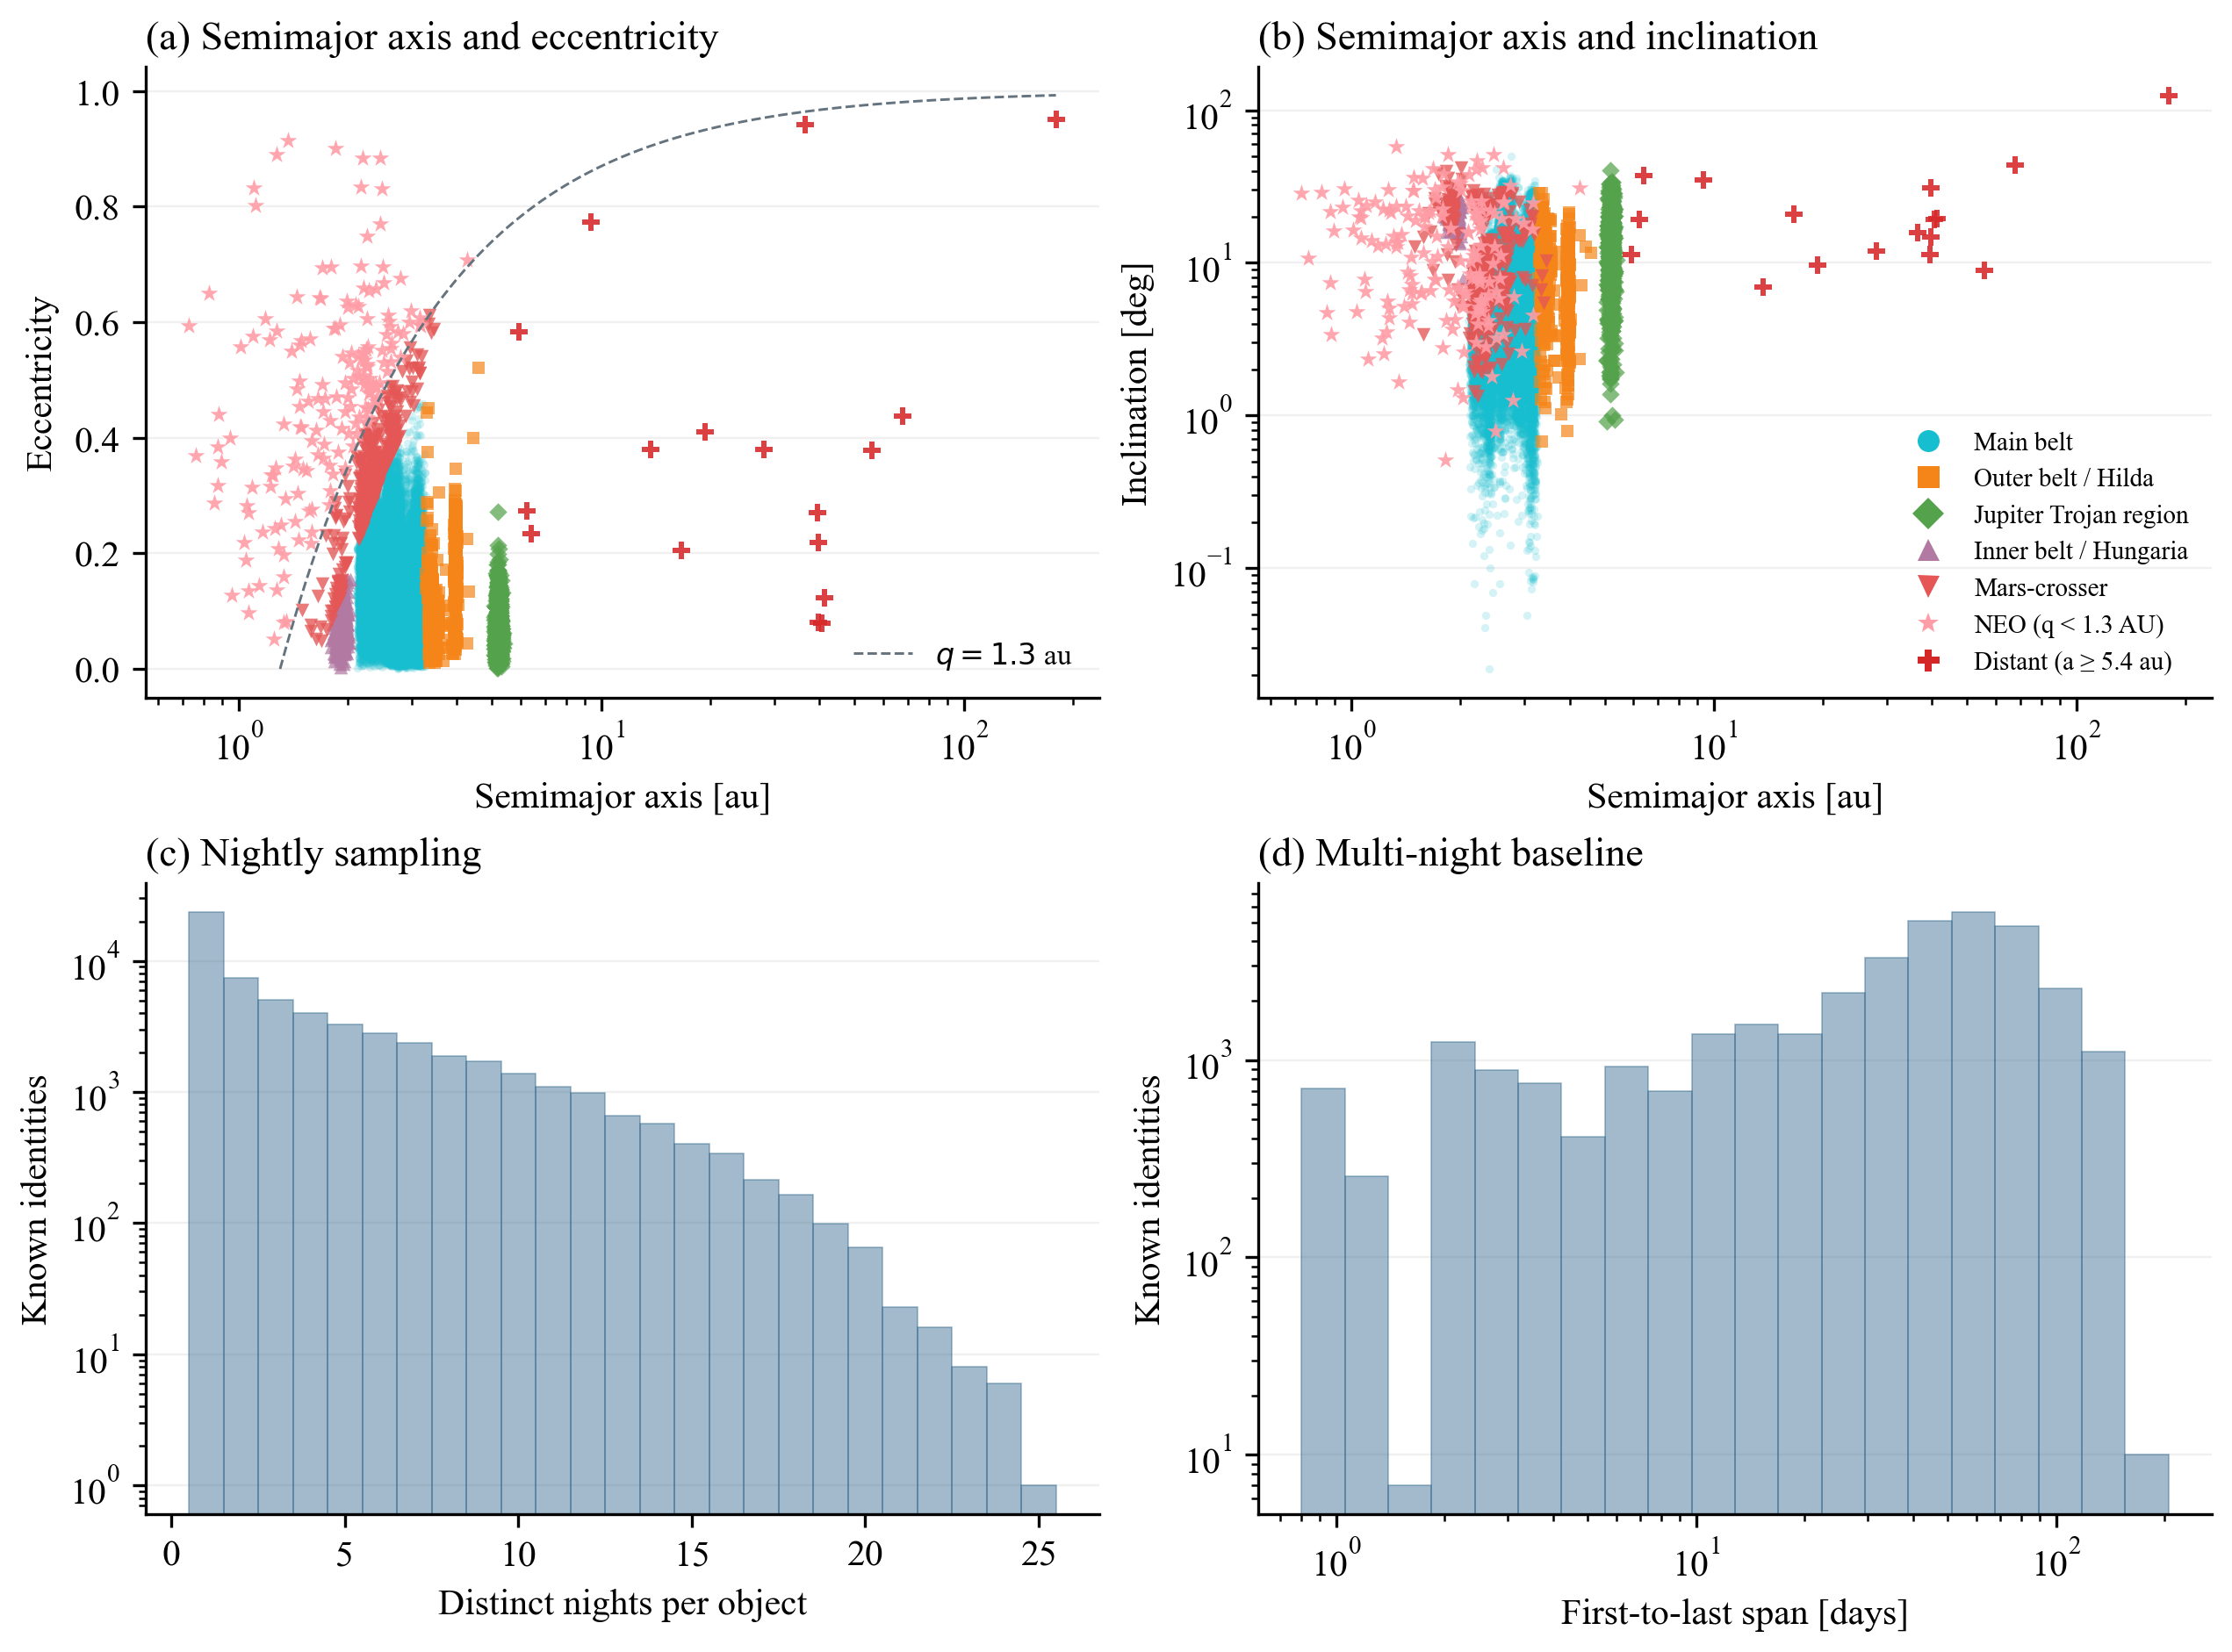 (a) Semimajor axis and eccentricity
Eccentricity
1.0
0.8
0.6
0.4
0.2
0.0
q = 1.3 au
10^0
10^1
10^2
Semimajor axis [au]
(b) Semimajor axis and inclination
Inclination [deg]
10^2
10^1
10^0
10^−1
Main belt
Outer belt / Hilda
Jupiter Trojan region
Inner belt / Hungaria
Mars-crosser
NEO (q < 1.3 AU)
Distant (a ≥ 5.4 au)
10^0
10^1
10^2
Semimajor axis [au]
(c) Nightly sampling
Known identities
10^4
10^3
10^2
10^1
10^0
0
5
10
15
20
25
Distinct nights per object
(d) Multi-night baseline
Known identities
10^3
10^2
10^1
10^0
10^1
10^2
First-to-last span [days]